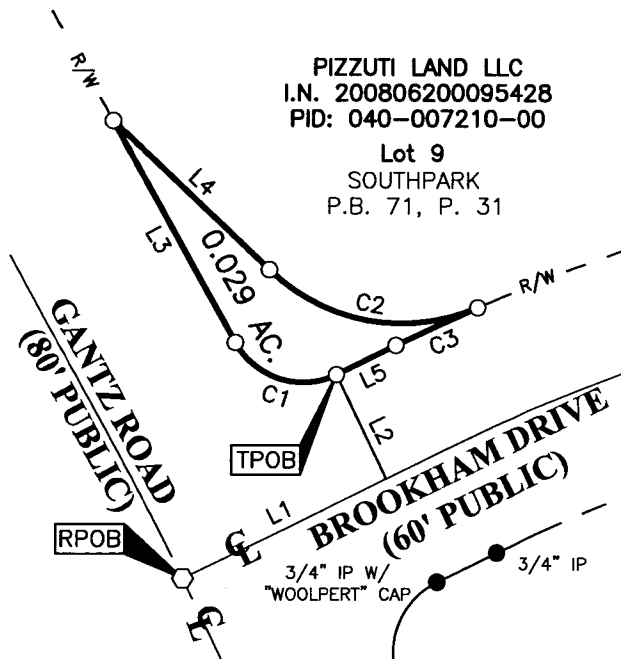 PIZZUTI LAND LLC
I.N. 200806200095428
PID: 040-007210-00
Lot 9
SOUTHPARK
P.B. 71, P. 31
R/W
L4
L3
0.029 AC.
C2
R/W
C3
L5
C1
GANTZ ROAD
(80' PUBLIC)
TPOB
L2
BROOKHAM DRIVE
(60' PUBLIC)
L1
CL
RPOB
3/4" IP W/
"WOOLPERT" CAP
3/4" IP
CL